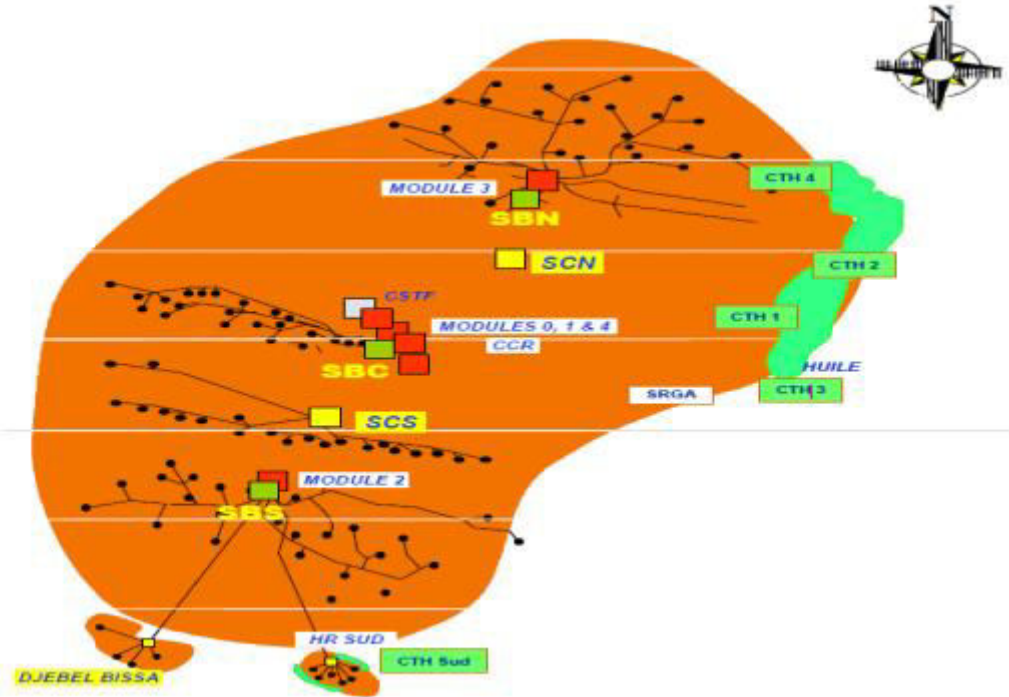 N
CTH 4
MODULE 3
SBN
SCN
CTH 2
CSTF
CTH 1
MODULES 0, 1 & 4
CCR
SBC
HUILE
CTH 3
SRGA
SCS
MODULE 2
SBS
HR SUD
CTH Sud
DJEBEL BISSA